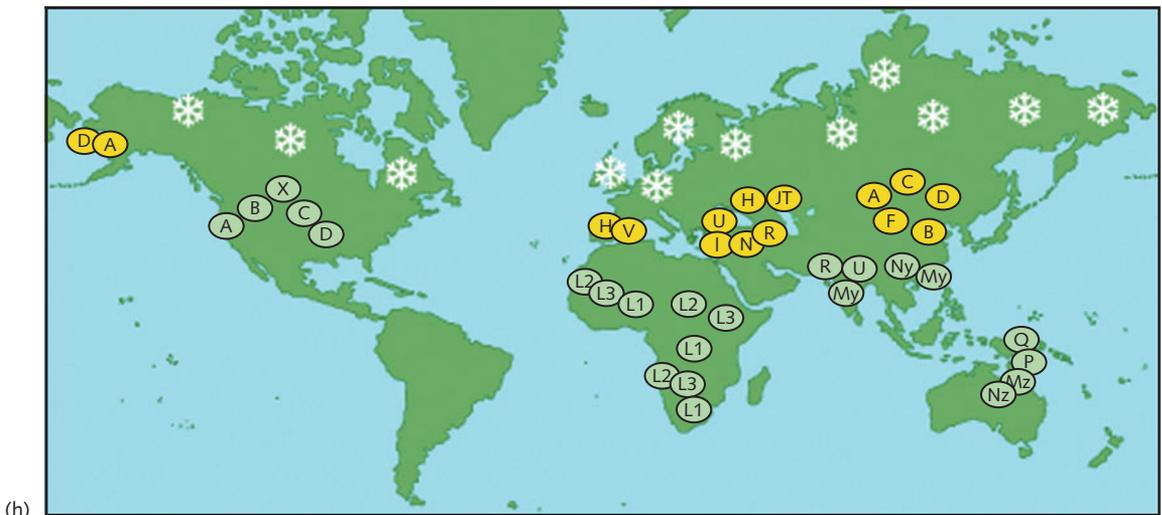 D A
X
B
A
C
D
H V
H JT
U
I N R
A C D
F B
L2 L3 L1
L2 L3
L1
L2 L3
L1
R U
My
Ny My
Q
P
Mz
Nz
(h)